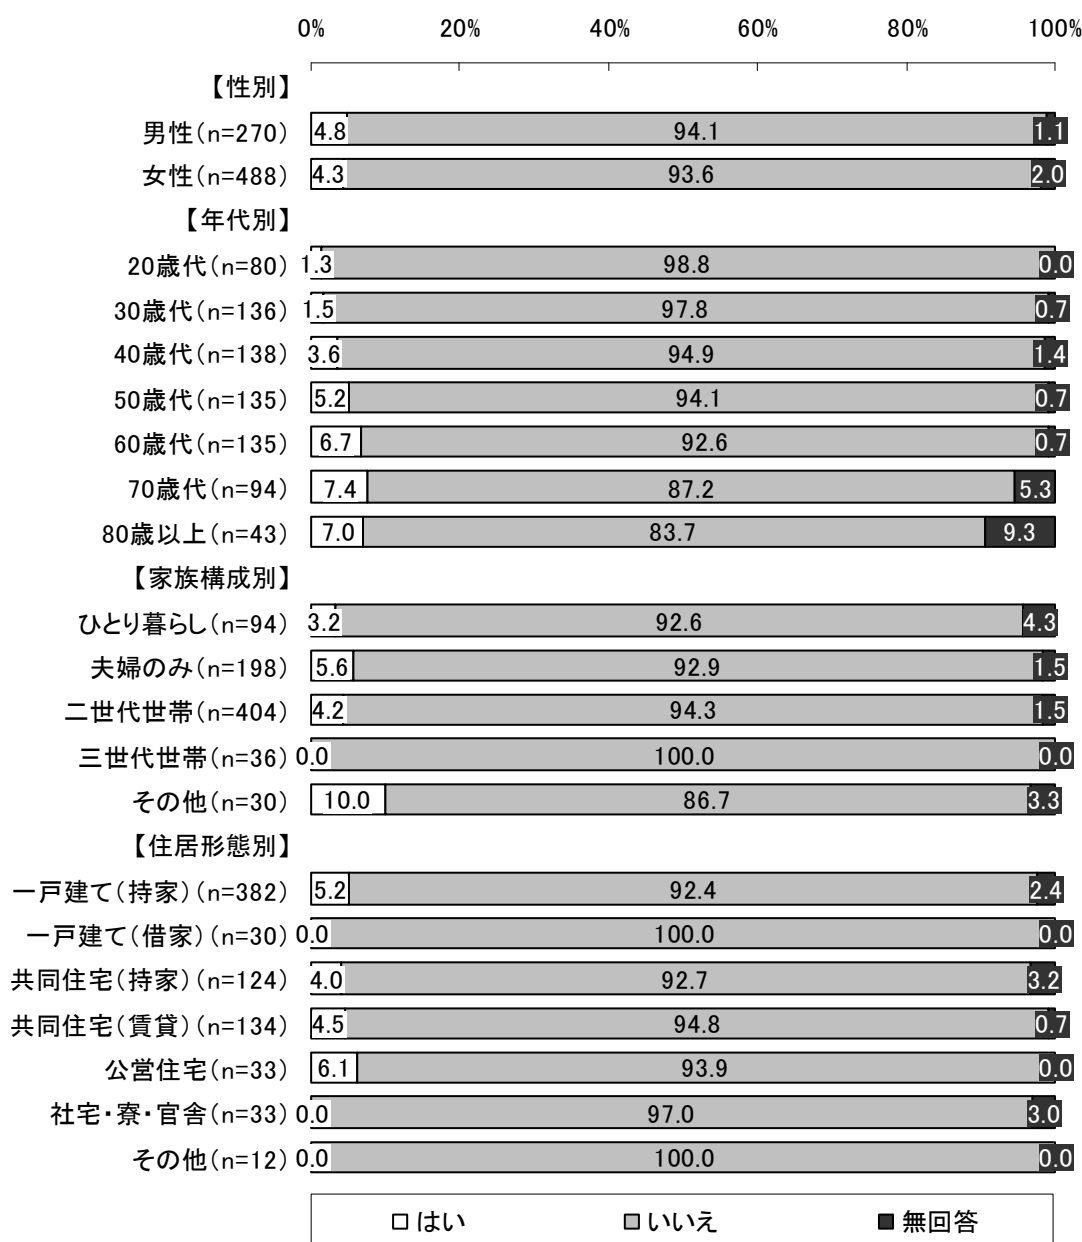 0% 20% 40% 60% 80% 100%
【性別】
男性(n=270) 4.8 94.1 1.1
女性(n=488) 4.3 93.6 2.0
【年代別】
20歳代(n=80) 1.3 98.8 0.0
30歳代(n=136) 1.5 97.8 0.7
40歳代(n=138) 3.6 94.9 1.4
50歳代(n=135) 5.2 94.1 0.7
60歳代(n=135) 6.7 92.6 0.7
70歳代(n=94) 7.4 87.2 5.3
80歳以上(n=43) 7.0 83.7 9.3
【家族構成別】
ひとり暮らし(n=94) 3.2 92.6 4.3
夫婦のみ(n=198) 5.6 92.9 1.5
二世代世帯(n=404) 4.2 94.3 1.5
三世代世帯(n=36) 0.0 100.0 0.0
その他(n=30) 10.0 86.7 3.3
【住居形態別】
一戸建て(持家)(n=382) 5.2 92.4 2.4
一戸建て(借家)(n=30) 0.0 100.0 0.0
共同住宅(持家)(n=124) 4.0 92.7 3.2
共同住宅(賃貸)(n=134) 4.5 94.8 0.7
公営住宅(n=33) 6.1 93.9 0.0
社宅・寮・官舎(n=33) 0.0 97.0 3.0
その他(n=12) 0.0 100.0 0.0
はい いいえ 無回答